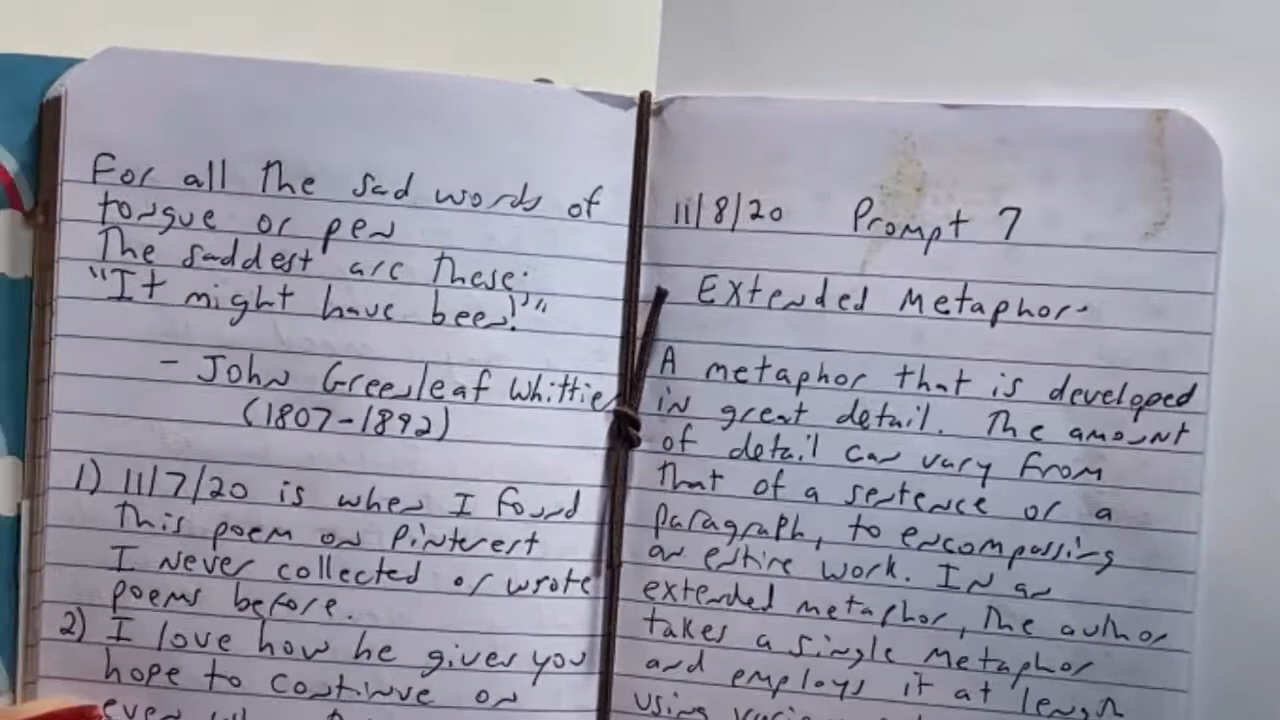 For all the sad words of
tongue or pen
The saddest are these:
"It might have been!"
- John Greenleaf Whittier
(1807-1892)
1) 11/7/20 is when I found
this poem on Pinterest
I never collected or wrote
poems before.
2) I love how he gives you
hope to continue on
even
11/8/20 Prompt 7
Extended Metaphor.
A metaphor that is developed
in great detail. The amount
of detail can vary from
that of a sentence or a
paragraph, to encompassing
an entire work. In an
extended metaphor, the author
takes a single metaphor
and employs it at length
using